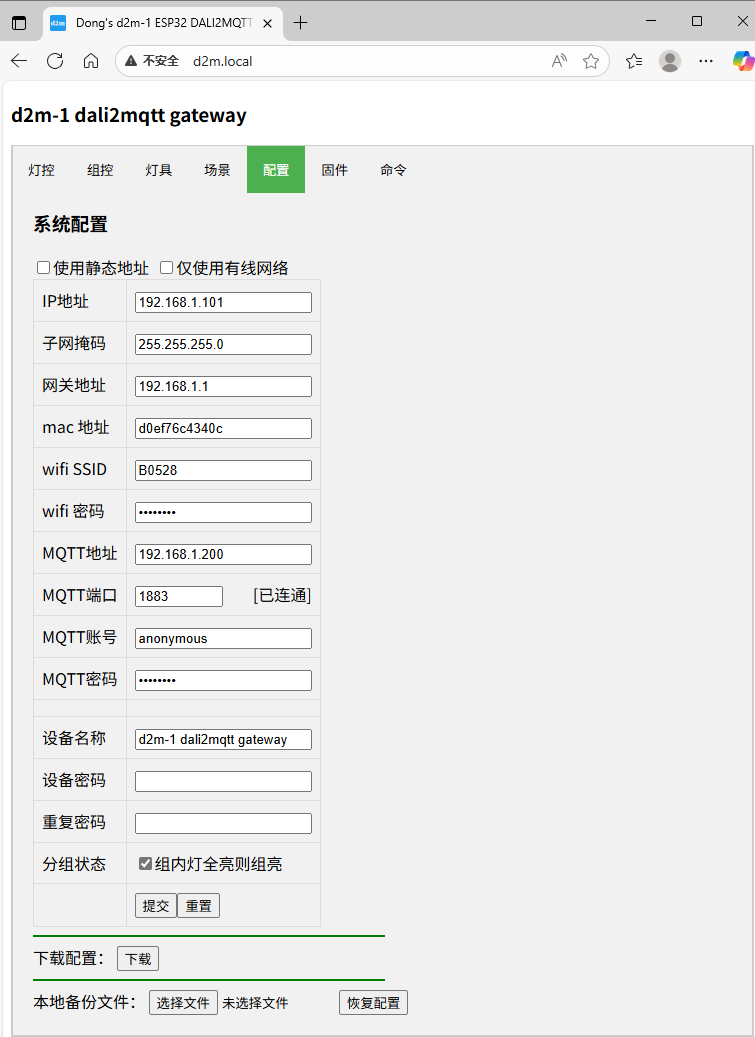 Dong's d2m-1 ESP32 DALI2MQTT
不安全 d2m.local
d2m-1 dali2mqtt gateway
灯控 组控 灯具 场景 配置 固件 命令
系统配置
使用静态地址 仅使用有线网络
IP地址 192.168.1.101
子网掩码 255.255.255.0
网关地址 192.168.1.1
mac 地址 d0ef76c4340c
wifi SSID B0528
wifi 密码 ••••••••
MQTT地址 192.168.1.200
MQTT端口 1883 [已连通]
MQTT账号 anonymous
MQTT密码 ••••••••
设备名称 d2m-1 dali2mqtt gateway
设备密码
重复密码
分组状态 组内灯全亮则组亮
提交 重置
下载配置： 下载
本地备份文件： 选择文件 未选择文件 恢复配置